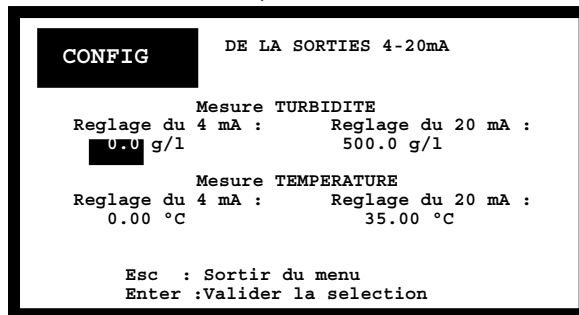 CONFIG DE LA SORTIES 4-20mA
Mesure TURBIDITE
Reglage du 4 mA : Reglage du 20 mA :
0.0 g/l 500.0 g/l
Mesure TEMPERATURE
Reglage du 4 mA : Reglage du 20 mA :
0.00 °C 35.00 °C
Esc : Sortir du menu
Enter :Valider la selection